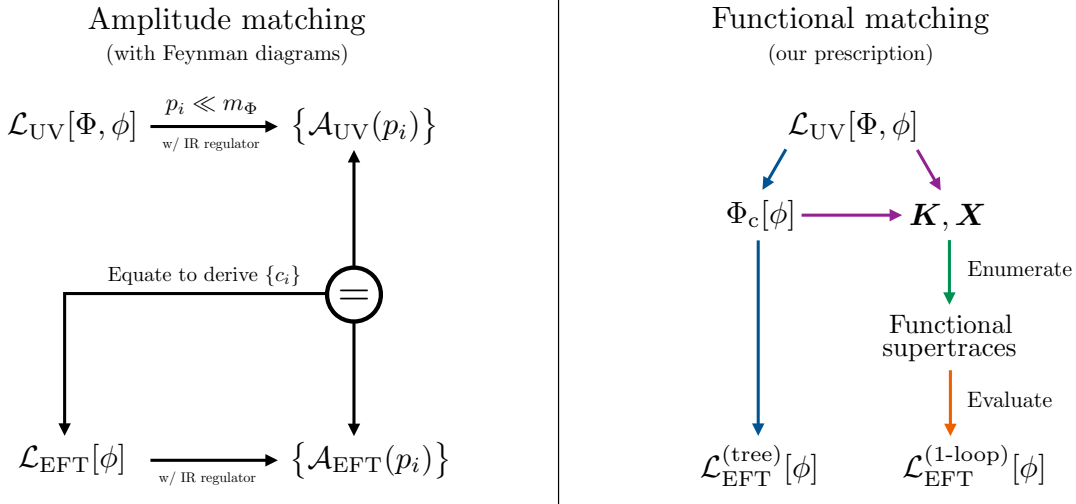 Amplitude matching
(with Feynman diagrams)
ℒ_UV[Φ, ϕ]
p_i ≪ m_Φ
w/ IR regulator
{𝒜_UV(p_i)}
Equate to derive {c_i}
=
ℒ_EFT[ϕ]
w/ IR regulator
{𝒜_EFT(p_i)}
Functional matching
(our prescription)
ℒ_UV[Φ, ϕ]
Φ_c[ϕ]
K, X
Enumerate
Functional
supertraces
Evaluate
ℒ_EFT^(tree)[ϕ]
ℒ_EFT^(1-loop)[ϕ]